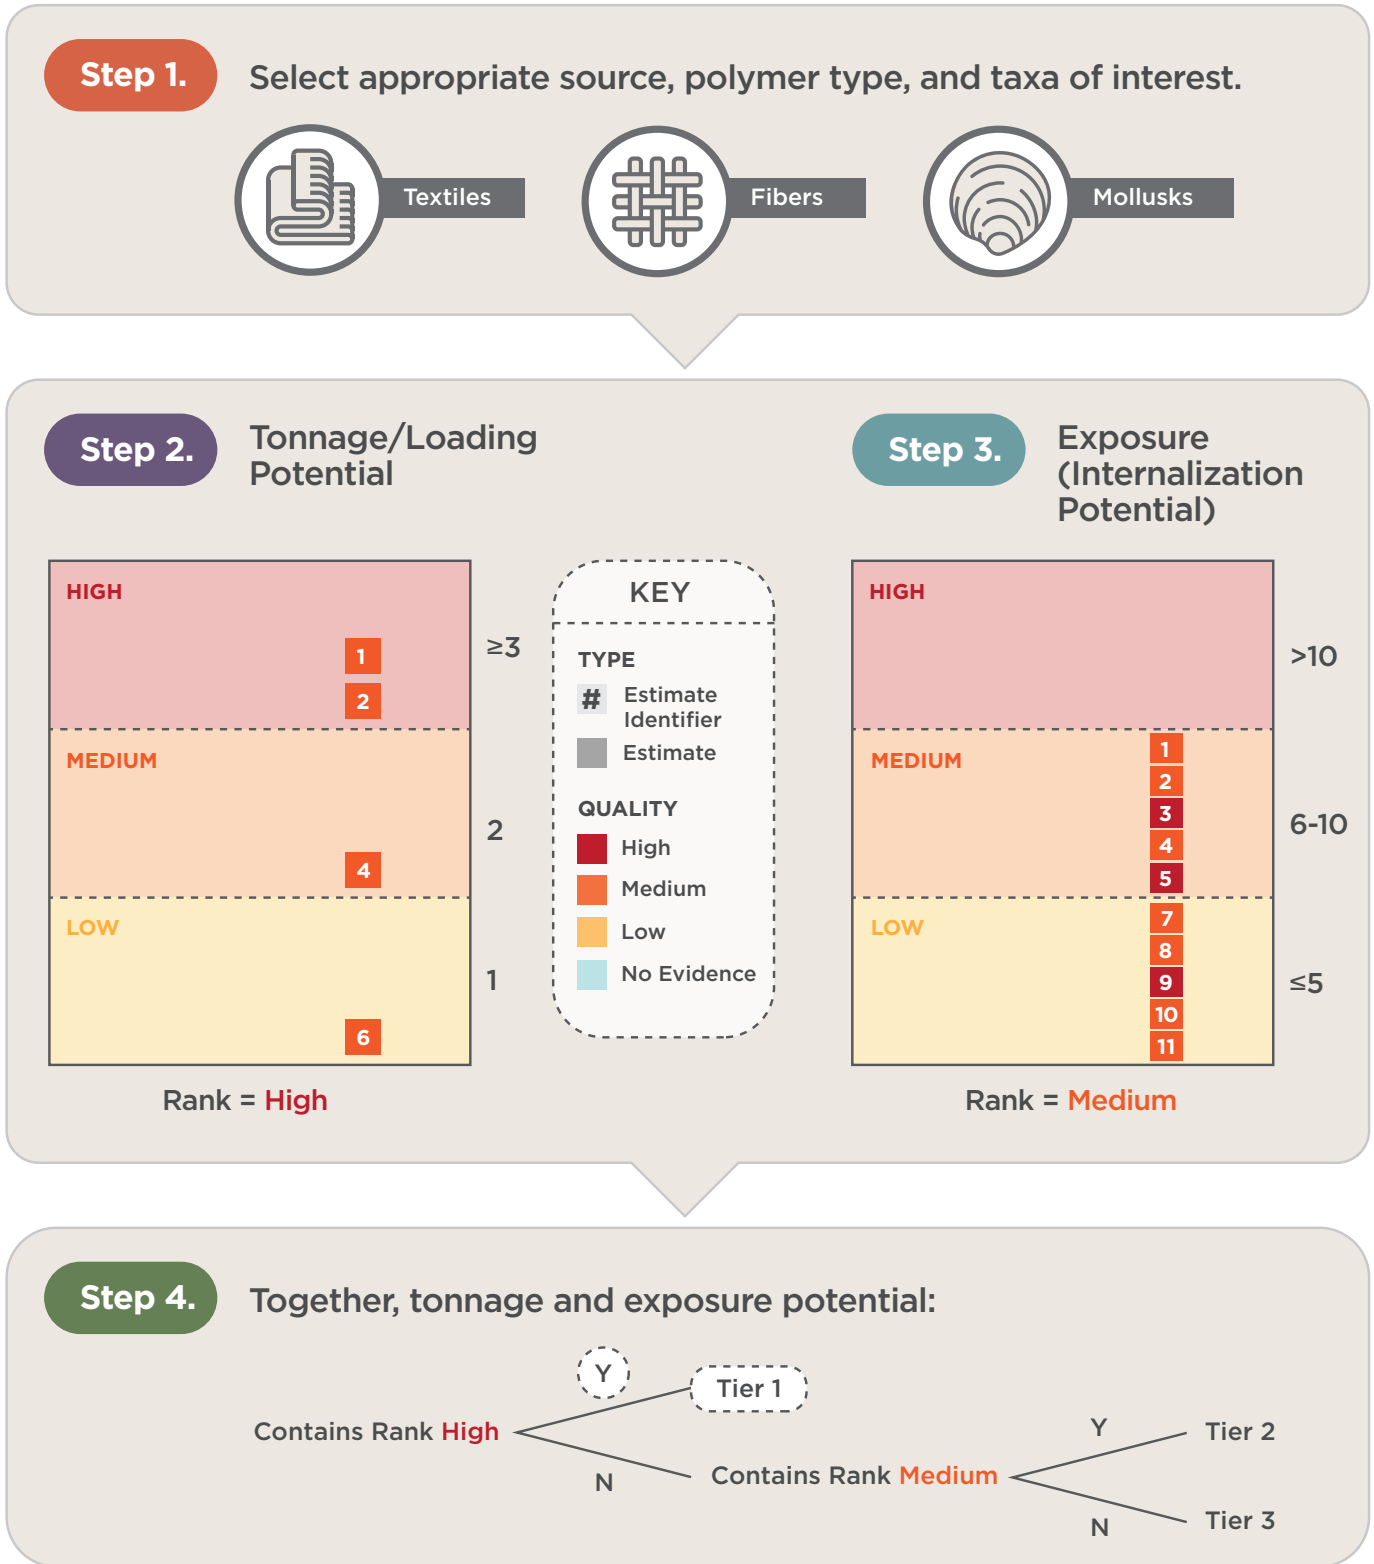 Step 1.
Select appropriate source, polymer type, and taxa of interest.
Textiles
Fibers
Mollusks
Step 2.
Tonnage/Loading
Potential
HIGH
1
2
≥3
MEDIUM
4
2
LOW
6
1
Rank = High
KEY
TYPE
# Estimate
Identifier
Estimate
QUALITY
High
Medium
Low
No Evidence
Step 3.
Exposure
(Internalization
Potential)
HIGH
>10
MEDIUM
1
2
3
4
5
6-10
LOW
7
8
9
10
11
≤5
Rank = Medium
Step 4.
Together, tonnage and exposure potential:
Contains Rank High
Y
Tier 1
N
Contains Rank Medium
Y
Tier 2
N
Tier 3